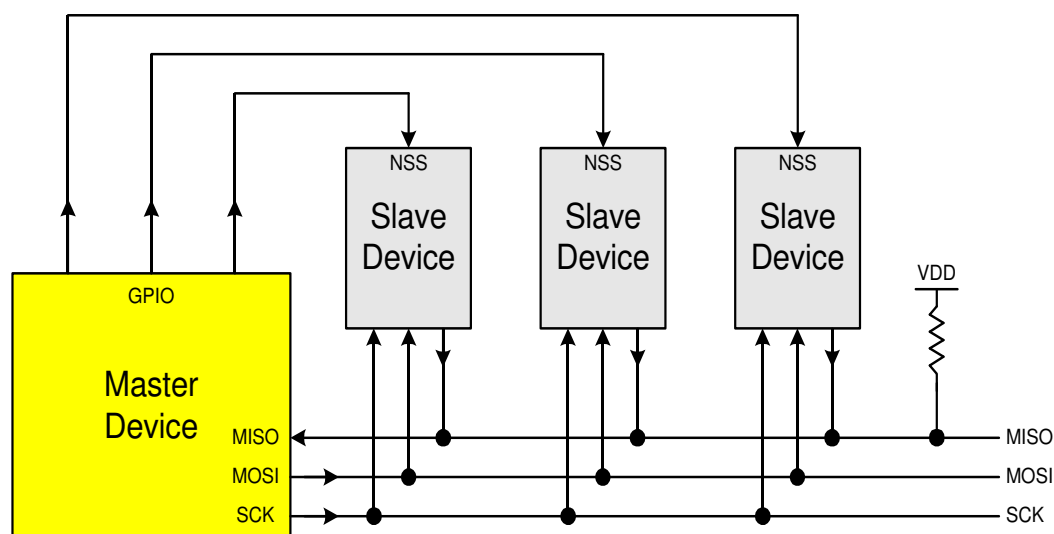 NSS
Slave
Device
NSS
Slave
Device
NSS
Slave
Device
VDD
GPIO
Master
Device
MISO
MOSI
SCK
MISO
MOSI
SCK